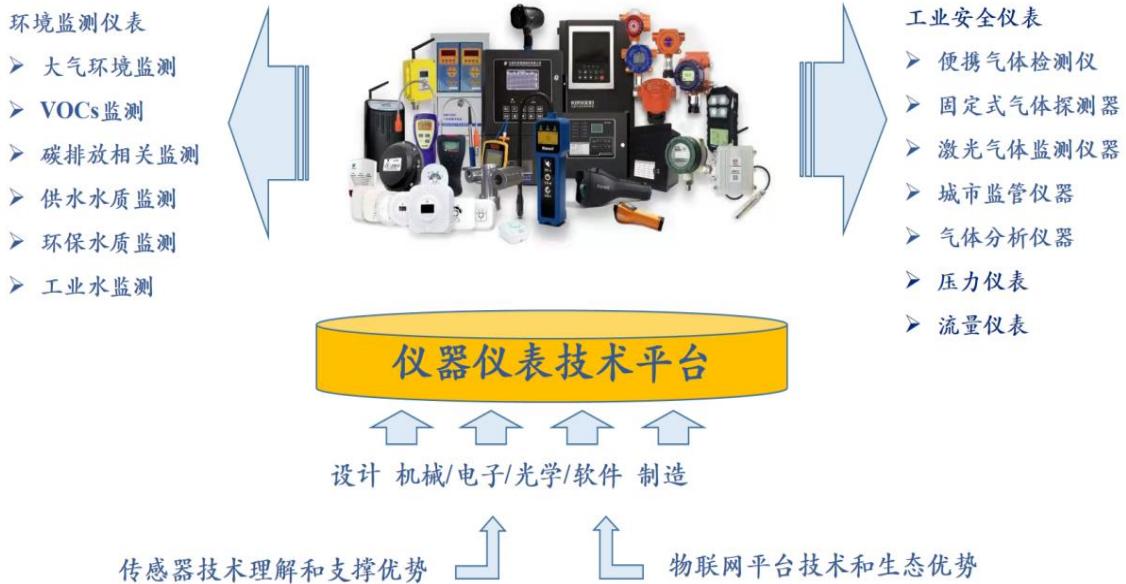 环境监测仪表
大气环境监测
VOCs监测
碳排放相关监测
供水水质监测
环保水质监测
工业水监测
工业安全仪表
便携气体检测仪
固定式气体探测器
激光气体监测仪器
城市监管仪器
气体分析仪器
压力仪表
流量仪表
仪器仪表技术平台
设计 机械/电子/光学/软件 制造
传感器技术理解和支撑优势
物联网平台技术和生态优势